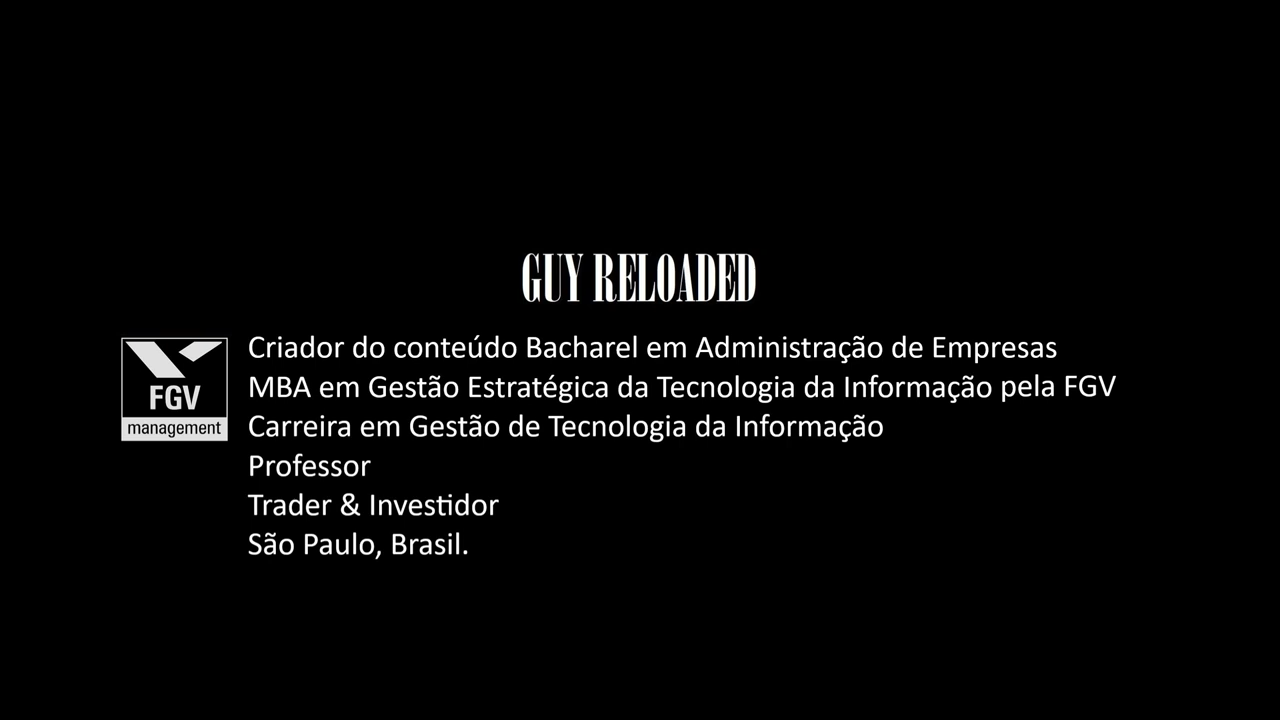 GUY RELOADED
Criador do conteúdo Bacharel em Administração de Empresas
MBA em Gestão Estratégica da Tecnologia da Informação pela FGV
Carreira em Gestão de Tecnologia da Informação
Professor
Trader & Investidor
São Paulo, Brasil.
FGV
management